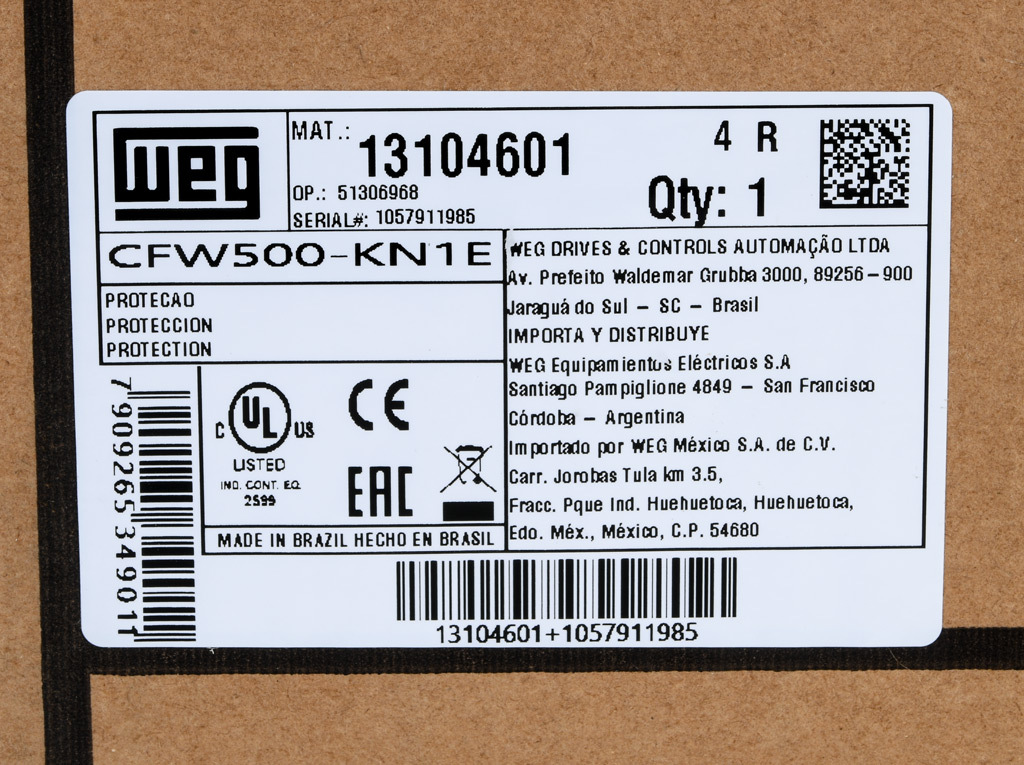 WEG
MAT.: 13104601
4 R
OP.: 51306968
Qty: 1
SERIAL#: 1057911985
CFW500-KN1E
PROTECAO
PROTECCION
PROTECTION
WEG DRIVES & CONTROLS AUTOMAÇÃO LTDA
Av. Prefeito Waldemar Grubba 3000, 89256-900
Jaraguá do Sul - SC - Brasil
IMPORTA Y DISTRIBUYE
WEG Equipamientos Eléctricos S.A
Santiago Pampiglione 4849 - San Francisco
Córdoba - Argentina
Importado por WEG México S.A. de C.V.
Carr. Jorobas Tula km 3.5,
Fracc. Pque Ind. Huehuetoca, Huehuetoca,
Edo. Méx., México, C.P. 54680
7909265349011
C UL US
LISTED
IND. CONT. EQ.
2S99
CE
EAC
MADE IN BRAZIL HECHO EN BRASIL
13104601+1057911985